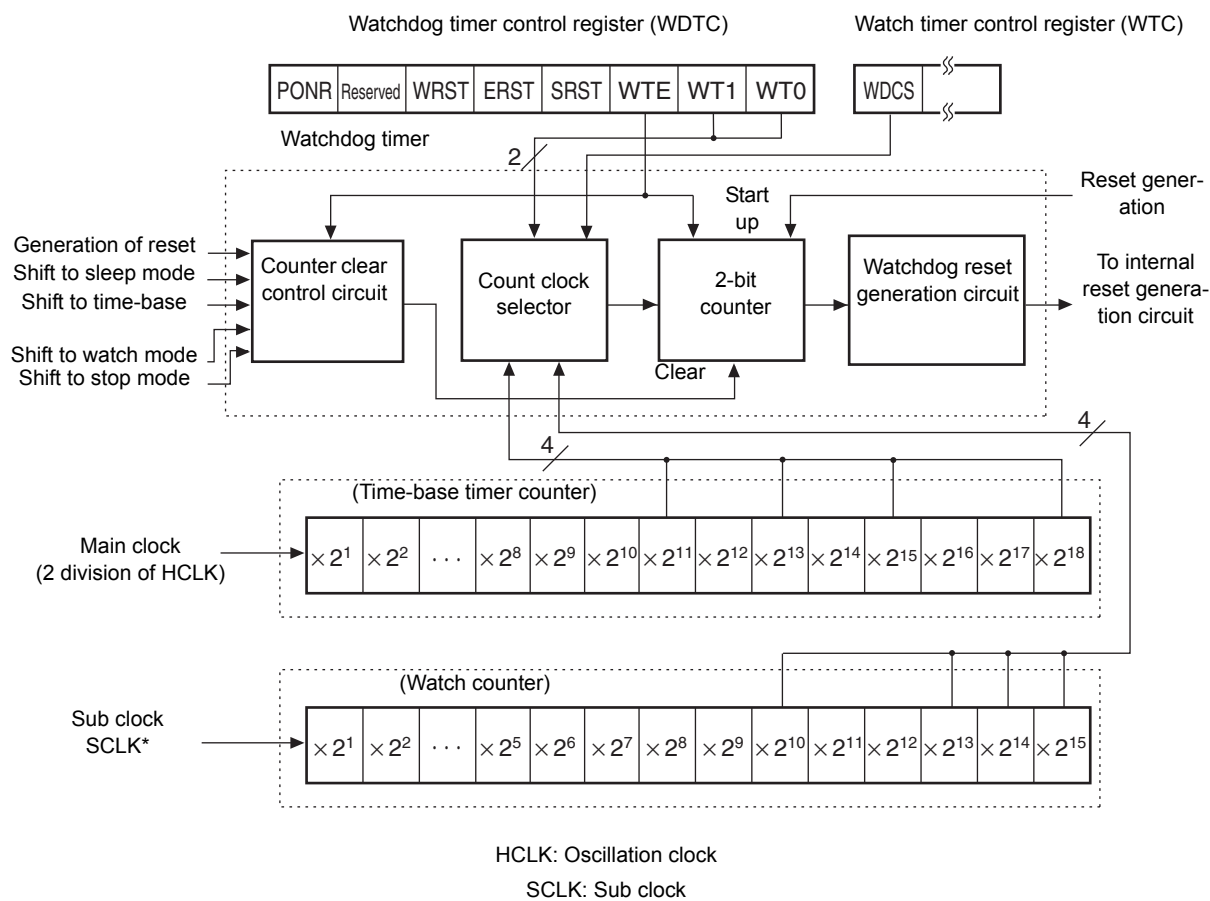 Watchdog timer control register (WDTC)
Watch timer control register (WTC)
PONR Reserved WRST ERST SRST WTE WT1 WT0
WDCS
Watchdog timer
2
Start
up
Reset gener-
ation
Generation of reset
Shift to sleep mode
Shift to time-base
Shift to watch mode
Shift to stop mode
Counter clear
control circuit
Count clock
selector
2-bit
counter
Watchdog reset
generation circuit
To internal
reset genera-
tion circuit
Clear
4
4
(Time-base timer counter)
Main clock
(2 division of HCLK)
×2¹ ×2² ··· ×2⁸ ×2⁹ ×2¹⁰ ×2¹¹ ×2¹² ×2¹³ ×2¹⁴ ×2¹⁵ ×2¹⁶ ×2¹⁷ ×2¹⁸
(Watch counter)
Sub clock
SCLK*
×2¹ ×2² ··· ×2⁵ ×2⁶ ×2⁷ ×2⁸ ×2⁹ ×2¹⁰ ×2¹¹ ×2¹² ×2¹³ ×2¹⁴ ×2¹⁵
HCLK: Oscillation clock
SCLK: Sub clock